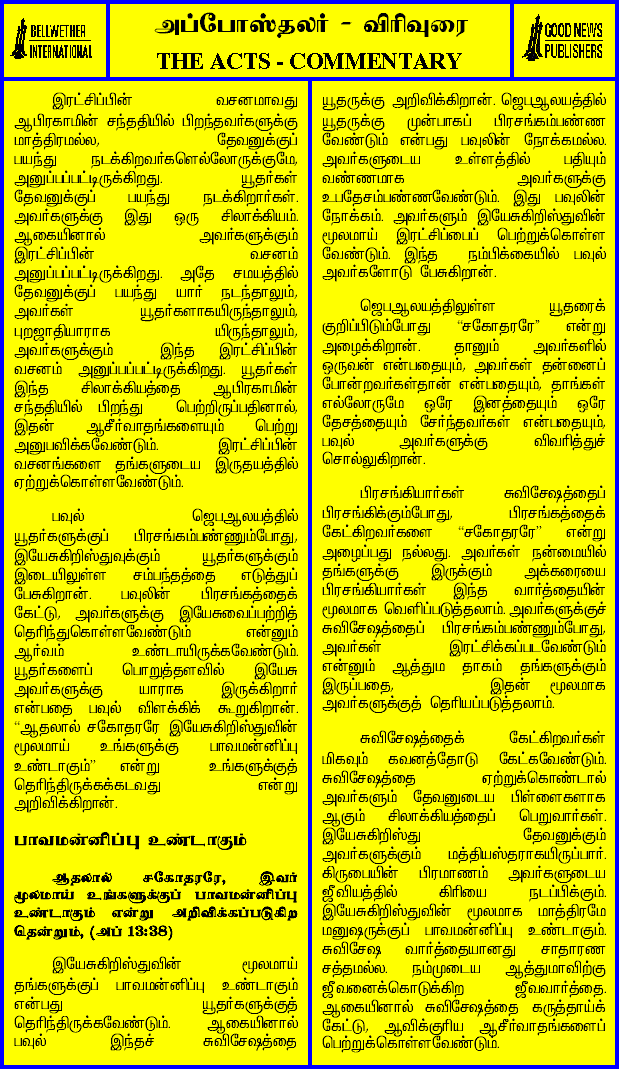 BELLWETHER
INTERNATIONAL
அப்போஸ்தலர் - விரிவுரை
THE ACTS - COMMENTARY
GOOD NEWS
PUBLISHERS
இரட்சிப்பின் வசனமாவது
ஆபிரகாமின் சந்ததியில் பிறந்தவர்களுக்கு
மாத்திரமல்ல, தேவனுக்குப்
பயந்து நடக்கிறவர்களெல்லோருக்குமே,
அனுப்பப்பட்டிருக்கிறது. யூதர்கள்
தேவனுக்குப் பயந்து நடக்கிறார்கள்.
அவர்களுக்கு இது ஒரு சிலாக்கியம்.
ஆகையினால் அவர்களுக்கும்
இரட்சிப்பின் வசனம்
அனுப்பப்பட்டிருக்கிறது. அதே சமயத்தில்
தேவனுக்குப் பயந்து யார் நடந்தாலும்,
அவர்கள் யூதர்களாகயிருந்தாலும்,
புறஜாதியாராக யிருந்தாலும்,
அவர்களுக்கும் இந்த இரட்சிப்பின்
வசனம் அனுப்பப்பட்டிருக்கிறது. யூதர்கள்
இந்த சிலாக்கியத்தை ஆபிரகாமின்
சந்ததியில் பிறந்து பெற்றிருப்பதினால்,
இதன் ஆசீர்வாதங்களையும் பெற்று
அனுபவிக்கவேண்டும். இரட்சிப்பின்
வசனங்களை தங்களுடைய இருதயத்தில்
ஏற்றுக்கொள்ளவேண்டும்.
பவுல் ஜெபஆலயத்தில்
யூதர்களுக்குப் பிரசங்கம்பண்ணும்போது,
இயேசுகிறிஸ்துவுக்கும் யூதர்களுக்கும்
இடையிலுள்ள சம்பந்தத்தை எடுத்துப்
பேசுகிறான். பவுலின் பிரசங்கத்தைக்
கேட்டு, அவர்களுக்கு இயேசுவைப்பற்றித்
தெரிந்துகொள்ளவேண்டும் என்னும்
ஆர்வம் உண்டாயிருக்கவேண்டும்.
யூதர்களைப் பொறுத்தளவில் இயேசு
அவர்களுக்கு யாராக இருக்கிறார்
என்பதை பவுல் விளக்கிக் கூறுகிறான்.
“ஆதலால் சகோதரரே இயேசுகிறிஸ்துவின்
மூலமாய் உங்களுக்கு பாவமன்னிப்பு
உண்டாகும்” என்று உங்களுக்குத்
தெரிந்திருக்கக்கடவது என்று
அறிவிக்கிறான்.
பாவமன்னிப்பு உண்டாகும்
ஆதலால் சகோதரரே, இவர்
மூலமாய் உங்களுக்குப் பாவமன்னிப்பு
உண்டாகும் என்று அறிவிக்கப்படுகிற
தென்றும், (அப் 13:38)
இயேசுகிறிஸ்துவின் மூலமாய்
தங்களுக்குப் பாவமன்னிப்பு உண்டாகும்
என்பது யூதர்களுக்குத்
தெரிந்திருக்கவேண்டும். ஆகையினால்
பவுல் இந்தச் சுவிசேஷத்தை
யூதருக்கு அறிவிக்கிறான். ஜெபஆலயத்தில்
யூதருக்கு முன்பாகப் பிரசங்கம்பண்ண
வேண்டும் என்பது பவுலின் நோக்கமல்ல.
அவர்களுடைய உள்ளத்தில் பதியும்
வண்ணமாக அவர்களுக்கு
உபதேசம்பண்ணவேண்டும். இது பவுலின்
நோக்கம். அவர்களும் இயேசுகிறிஸ்துவின்
மூலமாய் இரட்சிப்பைப் பெற்றுக்கொள்ள
வேண்டும். இந்த நம்பிக்கையில் பவுல்
அவர்களோடு பேசுகிறான்.
ஜெபஆலயத்திலுள்ள யூதரைக்
குறிப்பிடும்போது “சகோதரரே” என்று
அழைக்கிறான். தானும் அவர்களில்
ஒருவன் என்பதையும், அவர்கள் தன்னைப்
போன்றவர்கள்தான் என்பதையும், தாங்கள்
எல்லோருமே ஒரே இனத்தையும் ஒரே
தேசத்தையும் சேர்ந்தவர்கள் என்பதையும்,
பவுல் அவர்களுக்கு விவரித்துச்
சொல்லுகிறான்.
பிரசங்கியார்கள் சுவிசேஷத்தைப்
பிரசங்கிக்கும்போது, பிரசங்கத்தைக்
கேட்கிறவர்களை “சகோதரரே” என்று
அழைப்பது நல்லது. அவர்கள் நன்மையில்
தங்களுக்கு இருக்கும் அக்கரையை
பிரசங்கியார்கள் இந்த வார்த்தையின்
மூலமாக வெளிப்படுத்தலாம். அவர்களுக்குச்
சுவிசேஷத்தைப் பிரசங்கம்பண்ணும்போது,
அவர்கள் இரட்சிக்கப்படவேண்டும்
என்னும் ஆத்தும தாகம் தங்களுக்கும்
இருப்பதை, இதன் மூலமாக
அவர்களுக்குத் தெரியப்படுத்தலாம்.
சுவிசேஷத்தைக் கேட்கிறவர்கள்
மிகவும் கவனத்தோடு கேட்கவேண்டும்.
சுவிசேஷத்தை ஏற்றுக்கொண்டால்
அவர்களும் தேவனுடைய பிள்ளைகளாக
ஆகும் சிலாக்கியத்தைப் பெறுவார்கள்.
இயேசுகிறிஸ்து தேவனுக்கும்
அவர்களுக்கும் மத்தியஸ்தராகயிருப்பார்.
கிருபையின் பிரமாணம் அவர்களுடைய
ஜீவியத்தில் கிரியை நடப்பிக்கும்.
இயேசுகிறிஸ்துவின் மூலமாக மாத்திரமே
மனுஷருக்குப் பாவமன்னிப்பு உண்டாகும்.
சுவிசேஷ வார்த்தையானது சாதாரண
சத்தமல்ல. நம்முடைய ஆத்துமாவிற்கு
ஜீவனைக்கொடுக்கிற ஜீவவார்த்தை.
ஆகையினால் சுவிசேஷத்தை கருத்தாய்க்
கேட்டு, ஆவிக்குரிய ஆசீர்வாதங்களைப்
பெற்றுக்கொள்ளவேண்டும்.